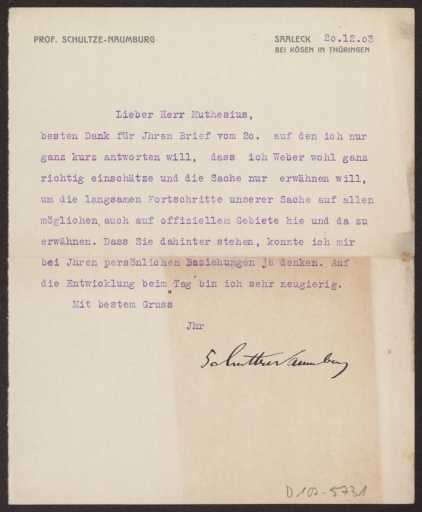 PROF. SCHULTZE-NAUMBURG
SAALECK 20.12.03
BEI KÖSEN IN THÜRINGEN
Lieber Herr Muthesius,
besten Dank für Jhren Brief vom 20. auf den ich nur
ganz kurz antworten will, dass ich Weber wohl ganz
richtig einschätze und die Sache nur erwähnen will,
um die langsamen Fortschritte unserer Sache auf allen
möglichen, auch auf offiziellem Gebiete hie und da zu
erwähnen. Dass Sie dahinter stehen, konnte ich mir
bei Jhren persönlichen Beziehungen ja denken. Auf
die Entwicklung beim "Tag" bin ich sehr neugierig.
Mit bestem Gruss
Jhr
Schultze-Naumburg
D 102-5731